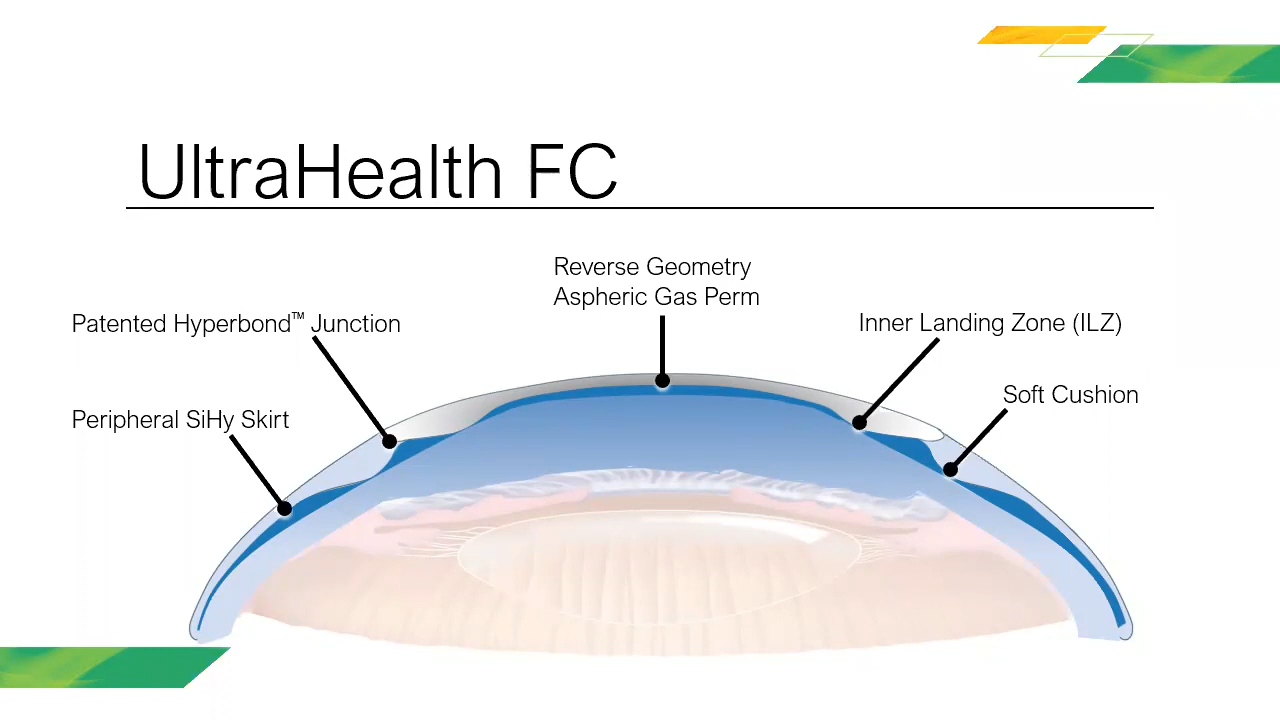 UltraHealth FC
Reverse Geometry
Aspheric Gas Perm
Patented Hyperbond™ Junction
Inner Landing Zone (ILZ)
Soft Cushion
Peripheral SiHy Skirt